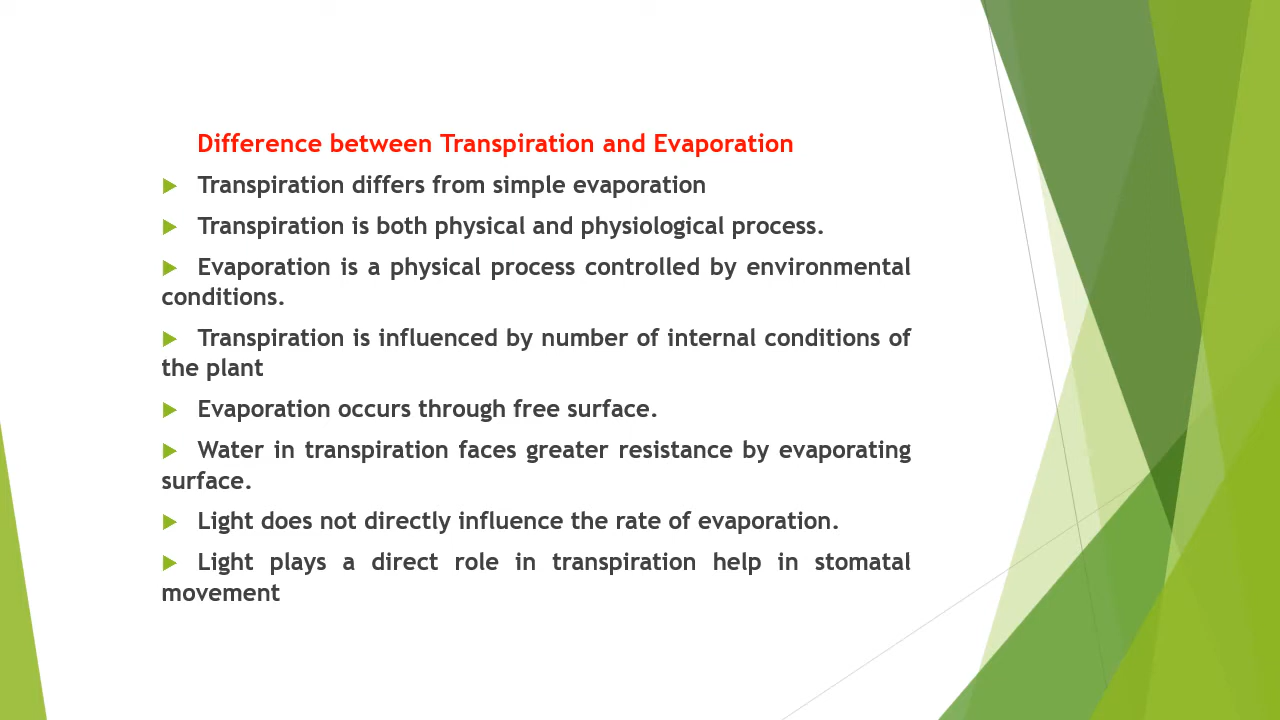 Difference between Transpiration and Evaporation
Transpiration differs from simple evaporation
Transpiration is both physical and physiological process.
Evaporation is a physical process controlled by environmental
conditions.
Transpiration is influenced by number of internal conditions of
the plant
Evaporation occurs through free surface.
Water in transpiration faces greater resistance by evaporating
surface.
Light does not directly influence the rate of evaporation.
Light plays a direct role in transpiration help in stomatal
movement